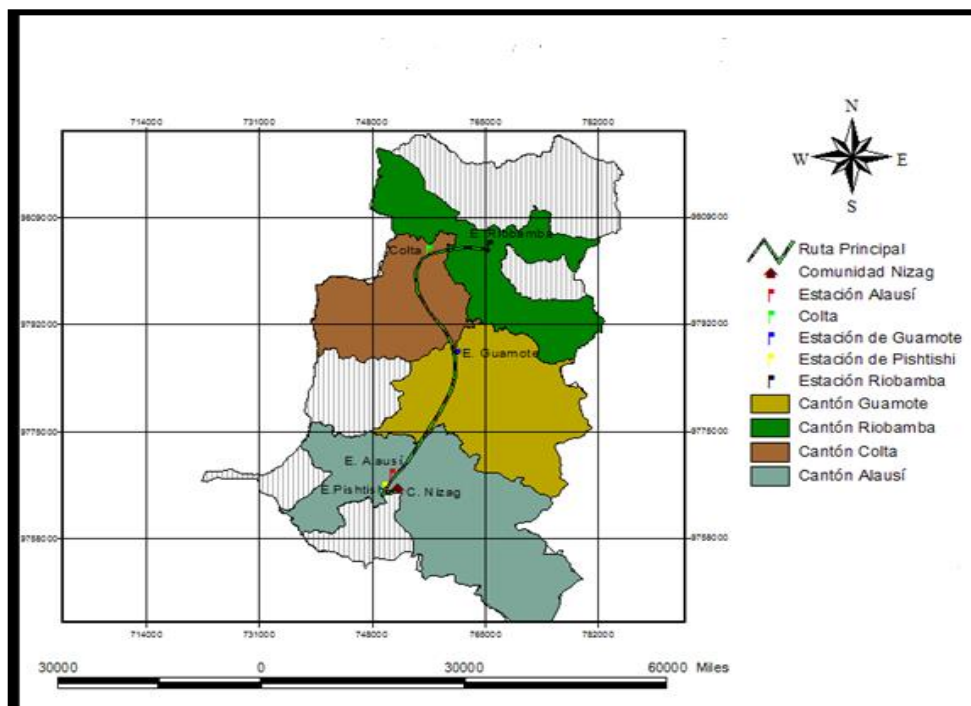 N
W E
S
714000 731000 748000 765000 782000
9809000 9809000
E. Riobamba
Colta
9792000 9792000
E. Guamote
9775000 9775000
E. Alausí
E.Pishtishi C. Nizag
9758000 9758000
714000 731000 748000 765000 782000
Ruta Principal
Comunidad Nizag
Estación Alausí
Colta
Estación de Guamote
Estación de Pishtishi
Estación Riobamba
Cantón Guamote
Cantón Riobamba
Cantón Colta
Cantón Alausí
30000 0 30000 60000 Miles